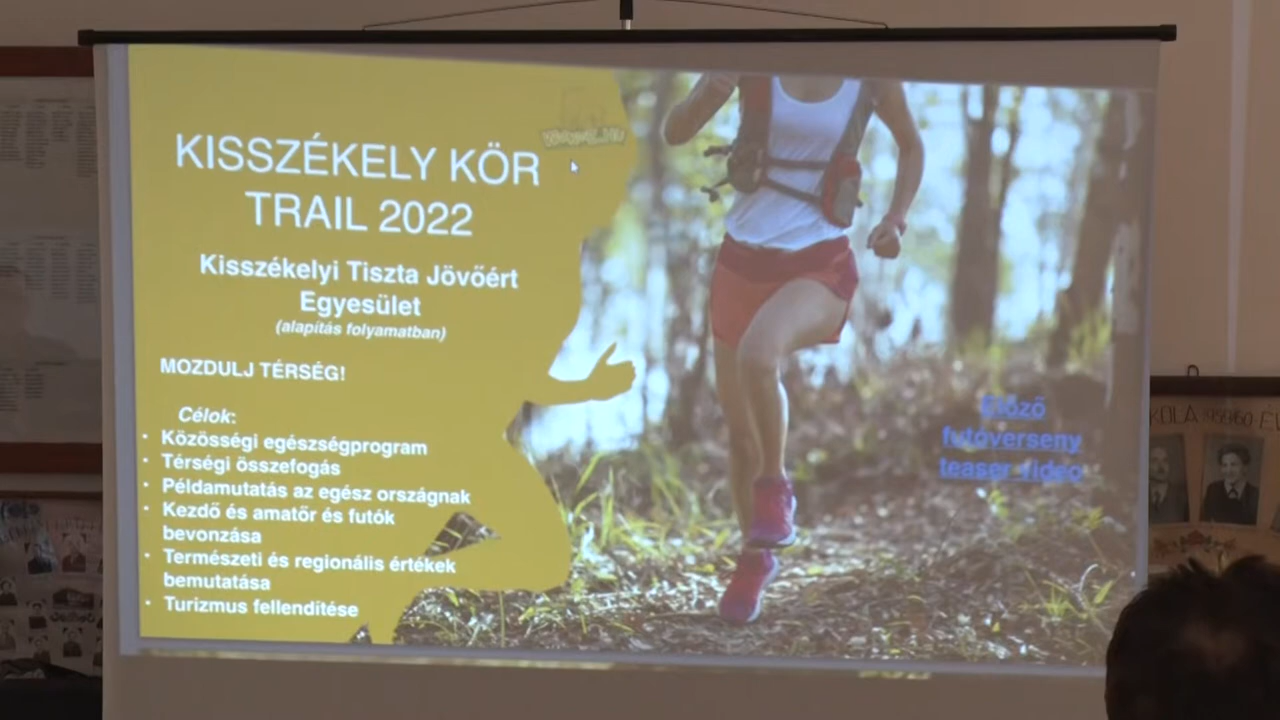 KISSZÉKELY KÖR
TRAIL 2022
Kisszékelyi Tiszta Jövőért
Egyesület
(alapítás folyamatban)
MOZDULJ TÉRSÉG!
Célok:
• Közösségi egészségprogram
• Térségi összefogás
• Példamutatás az egész országnak
• Kezdő és amatőr és futók
bevonzása
• Természeti és regionális értékek
bemutatása
• Turizmus fellendítése
Előző
futóverseny
teaser videó